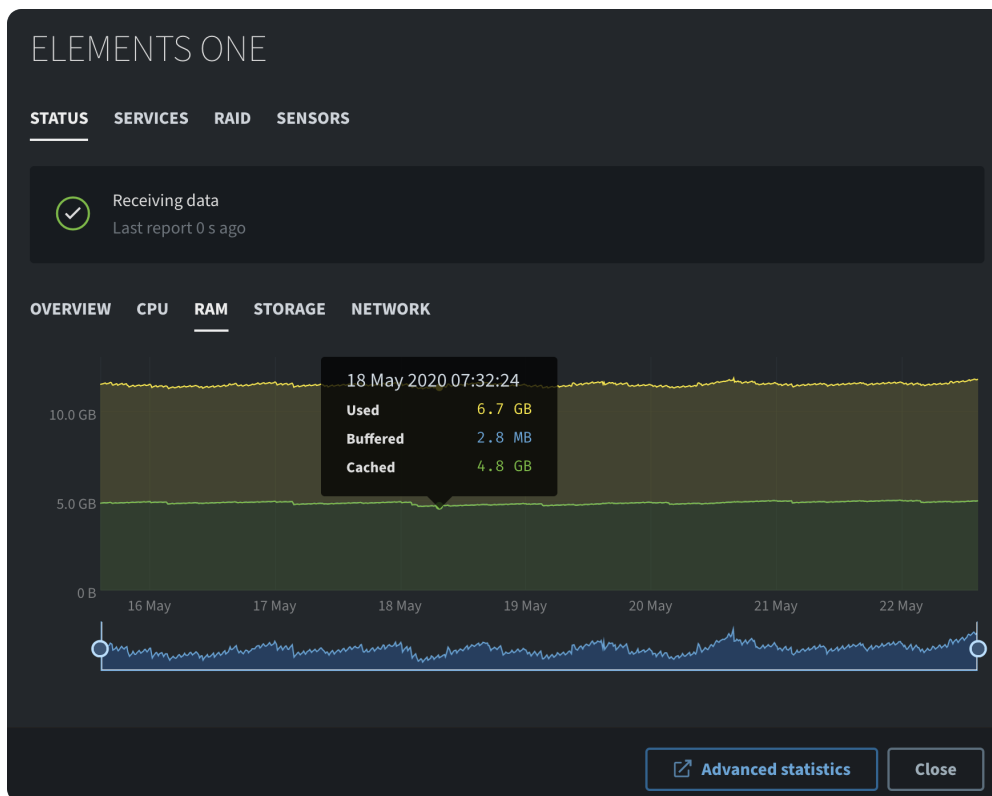 ELEMENTS ONE
STATUS SERVICES RAID SENSORS
Receiving data
Last report 0 s ago
OVERVIEW CPU RAM STORAGE NETWORK
18 May 2020 07:32:24
Used 6.7 GB
Buffered 2.8 MB
Cached 4.8 GB
10.0 GB
5.0 GB
0 B
16 May 17 May 18 May 19 May 20 May 21 May 22 May
Advanced statistics Close